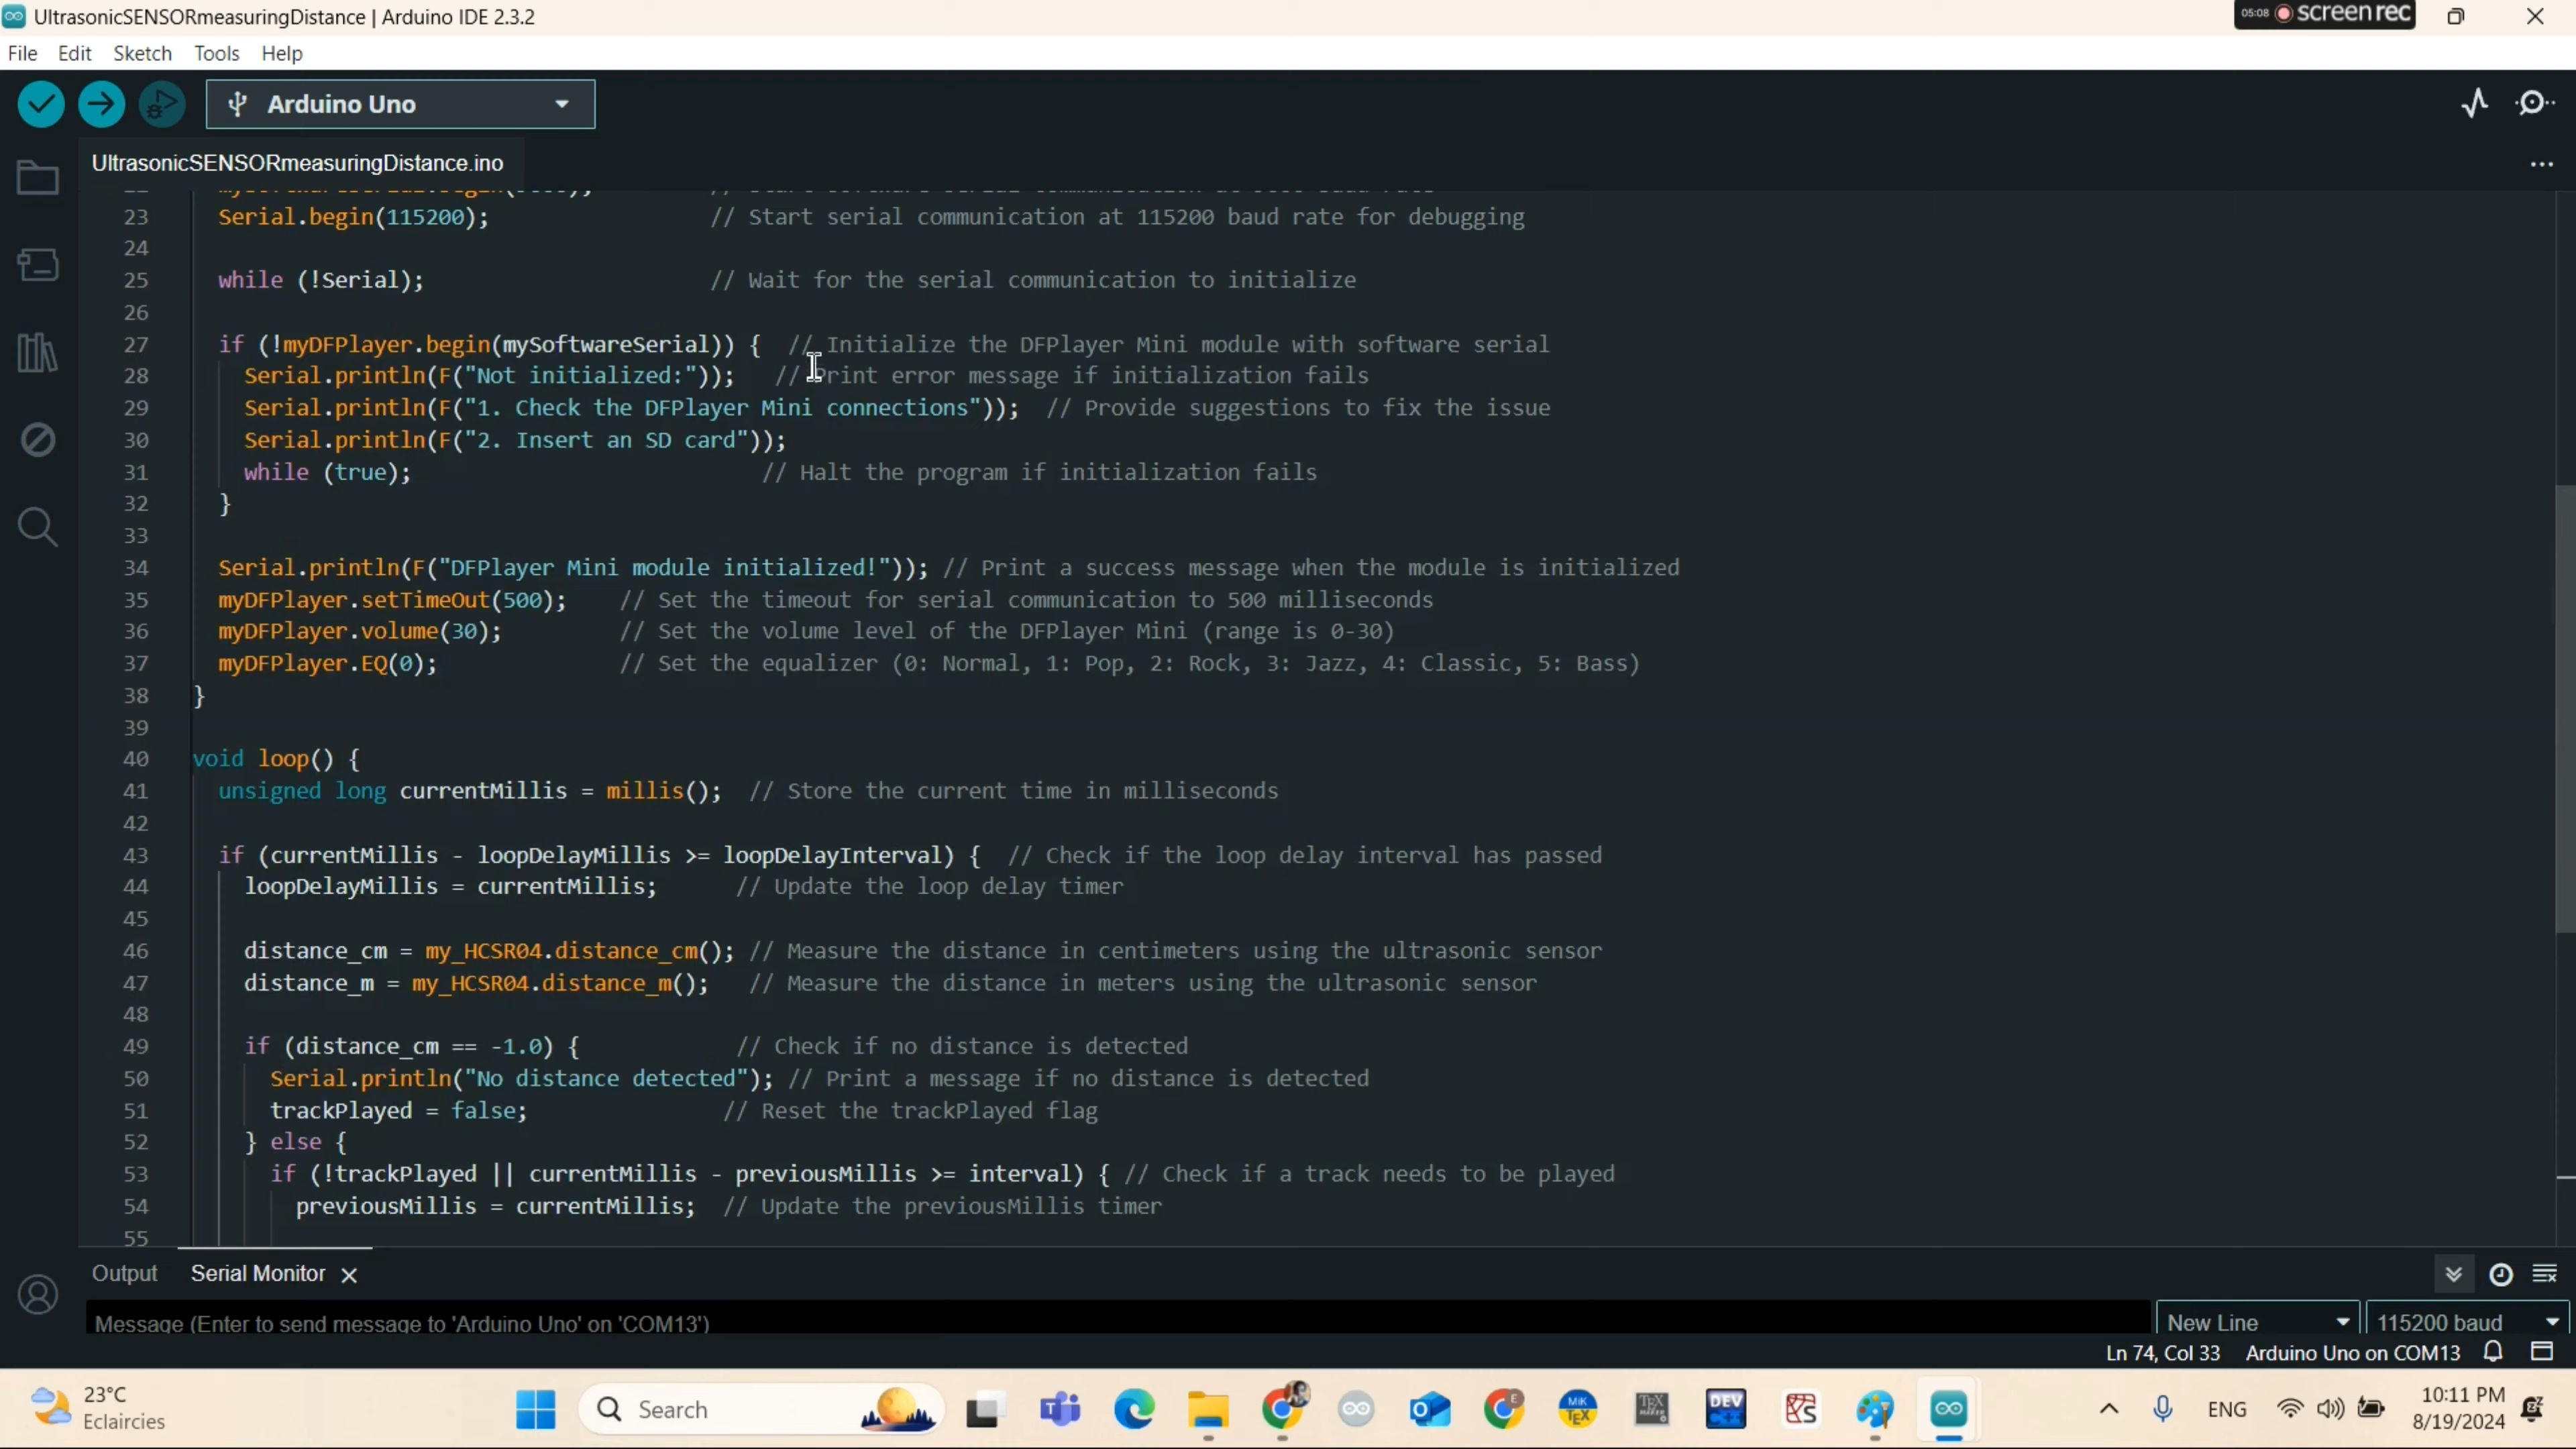 UltrasonicSENSORmeasuringDistance | Arduino IDE 2.3.2
05:08 screenrec
File Edit Sketch Tools Help
Arduino Uno
UltrasonicSENSORmeasuringDistance.ino
23 Serial.begin(115200); // Start serial communication at 115200 baud rate for debugging
24
25 while (!Serial); // Wait for the serial communication to initialize
26
27 if (!myDFPlayer.begin(mySoftwareSerial)) { // Initialize the DFPlayer Mini module with software serial
28 Serial.println(F("Not initialized:")); // Print error message if initialization fails
29 Serial.println(F("1. Check the DFPlayer Mini connections")); // Provide suggestions to fix the issue
30 Serial.println(F("2. Insert an SD card"));
31 while (true); // Halt the program if initialization fails
32 }
33
34 Serial.println(F("DFPlayer Mini module initialized!")); // Print a success message when the module is initialized
35 myDFPlayer.setTimeOut(500); // Set the timeout for serial communication to 500 milliseconds
36 myDFPlayer.volume(30); // Set the volume level of the DFPlayer Mini (range is 0-30)
37 myDFPlayer.EQ(0); // Set the equalizer (0: Normal, 1: Pop, 2: Rock, 3: Jazz, 4: Classic, 5: Bass)
38 }
39
40 void loop() {
41 unsigned long currentMillis = millis(); // Store the current time in milliseconds
42
43 if (currentMillis - loopDelayMillis >= loopDelayInterval) { // Check if the loop delay interval has passed
44 loopDelayMillis = currentMillis; // Update the loop delay timer
45
46 distance_cm = my_HCSR04.distance_cm(); // Measure the distance in centimeters using the ultrasonic sensor
47 distance_m = my_HCSR04.distance_m(); // Measure the distance in meters using the ultrasonic sensor
48
49 if (distance_cm == -1.0) { // Check if no distance is detected
50 Serial.println("No distance detected"); // Print a message if no distance is detected
51 trackPlayed = false; // Reset the trackPlayed flag
52 } else {
53 if (!trackPlayed || currentMillis - previousMillis >= interval) { // Check if a track needs to be played
54 previousMillis = currentMillis; // Update the previousMillis timer
55
Output Serial Monitor
Message (Enter to send message to 'Arduino Uno' on 'COM13') New Line 115200 baud
Ln 74, Col 33 Arduino Uno on COM13
23°C
Eclaircies
Search
ENG
10:11 PM
8/19/2024